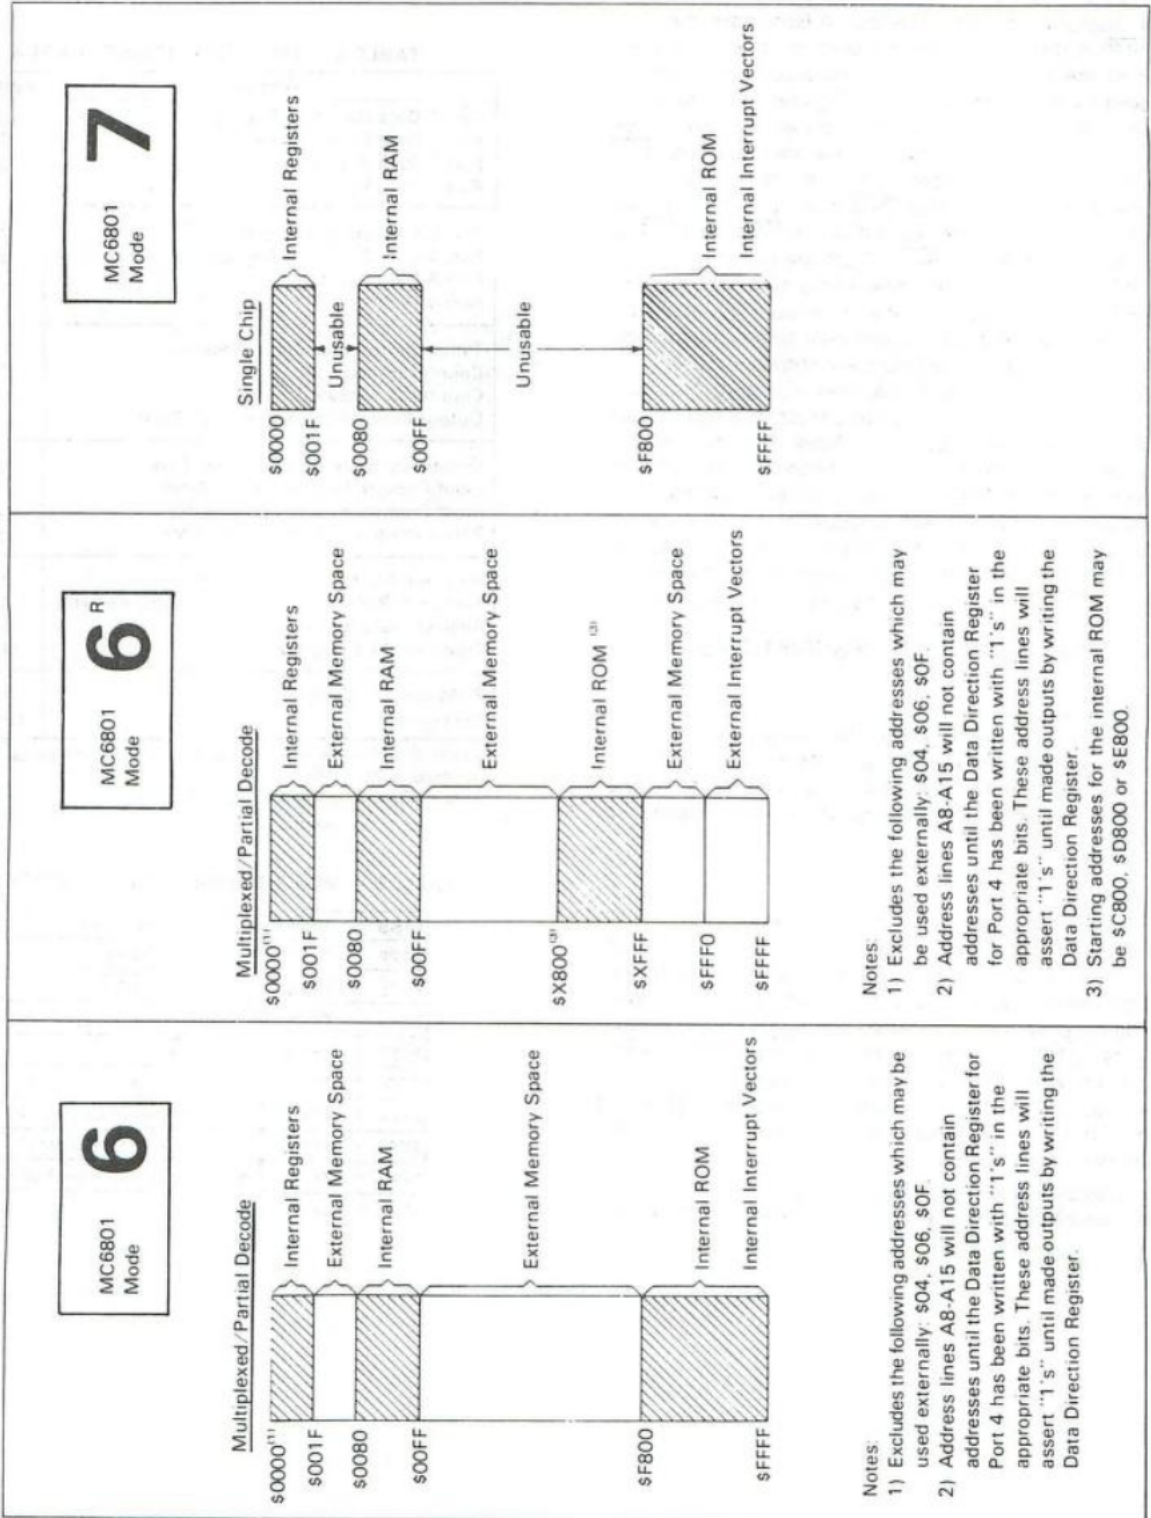 MC6801
Mode
6
Multiplexed/Partial Decode
$0000(1)
$001F
$0080
$00FF
$F800
$FFFF
Internal Registers
External Memory Space
Internal RAM
External Memory Space
Internal ROM
Internal Interrupt Vectors
Notes:
1) Excludes the following addresses which may be
used externally: $04, $06, $0F.
2) Address lines A8-A15 will not contain
addresses until the Data Direction Register for
Port 4 has been written with "1's" in the
appropriate bits. These address lines will
assert "1's" until made outputs by writing the
Data Direction Register.
MC6801
Mode
6 R
Multiplexed/Partial Decode
$0000(1)
$001F
$0080
$00FF
$X800(3)
$XFFF
$FFF0
$FFFF
Internal Registers
External Memory Space
Internal RAM
External Memory Space
Internal ROM (3)
External Memory Space
External Interrupt Vectors
Notes:
1) Excludes the following addresses which may
be used externally: $04, $06, $0F.
2) Address lines A8-A15 will not contain
addresses until the Data Direction Register
for Port 4 has been written with "1's" in the
appropriate bits. These address lines will
assert "1's" until made outputs by writing the
Data Direction Register.
3) Starting addresses for the internal ROM may
be $C800, $D800 or $E800.
MC6801
Mode
7
Single Chip
$0000
$001F
Unusable
$0080
$00FF
Unusable
$F800
$FFFF
Internal Registers
Internal RAM
Internal ROM
Internal Interrupt Vectors